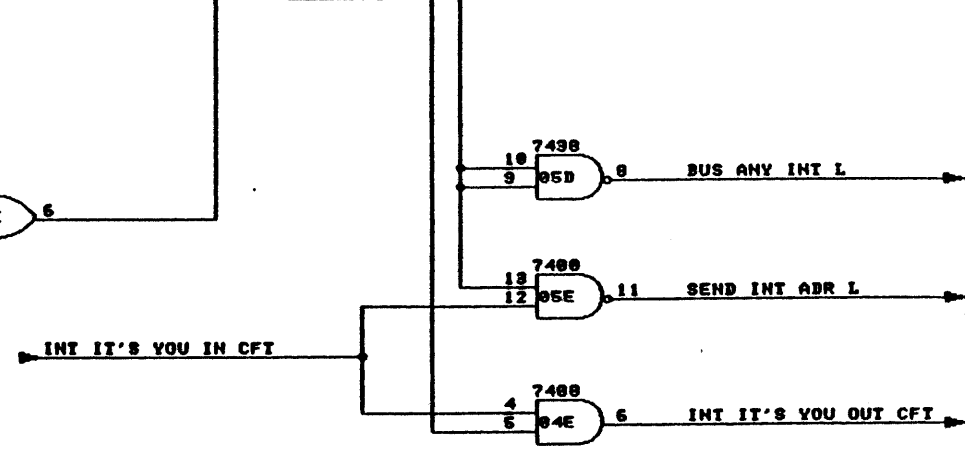 7438
10
9
05D
8
BUS ANY INT L
6
7400
13
12
05E
11
SEND INT ADR L
INT IT'S YOU IN CFT
7408
4
5
04E
6
INT IT'S YOU OUT CFT